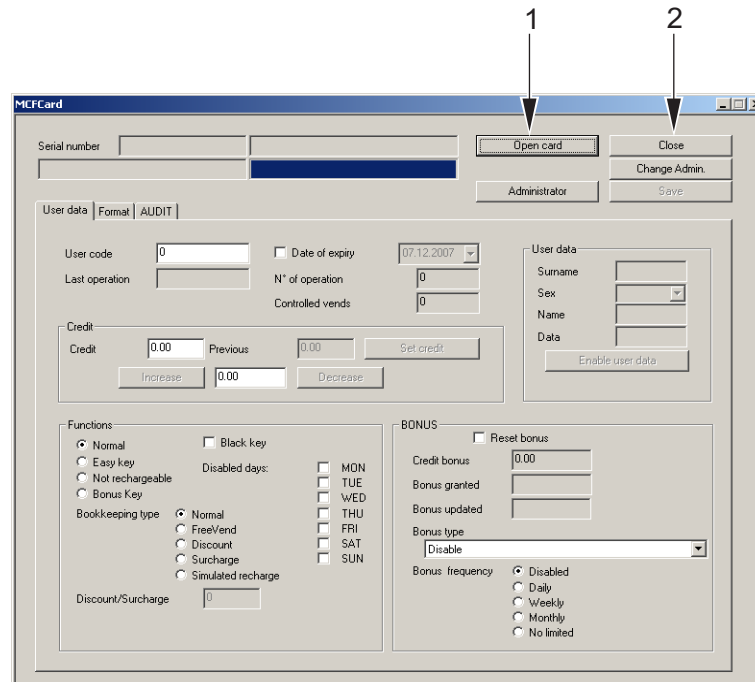 1 2
MCFCard
Serial number Open card Close
Change Admin.
Administrator Save
User data Format AUDIT
User code 0 Date of expiry 07.12.2007
Last operation N° of operation 0
Controlled vends 0
User data
Surname
Sex
Name
Data
Enable user data
Credit
Credit 0.00 Previous 0.00 Set credit
Increase 0.00 Decrease
Functions
Normal Black key
Easy key Disabled days: MON
Not rechargeable TUE
Bonus Key WED
Bookkeeping type Normal THU
FreeVend FRI
Discount SAT
Surcharge SUN
Simulated recharge
Discount/Surcharge 0
BONUS
Reset bonus
Credit bonus 0.00
Bonus granted
Bonus updated
Bonus type
Disable
Bonus frequency Disabled
Daily
Weekly
Monthly
No limited